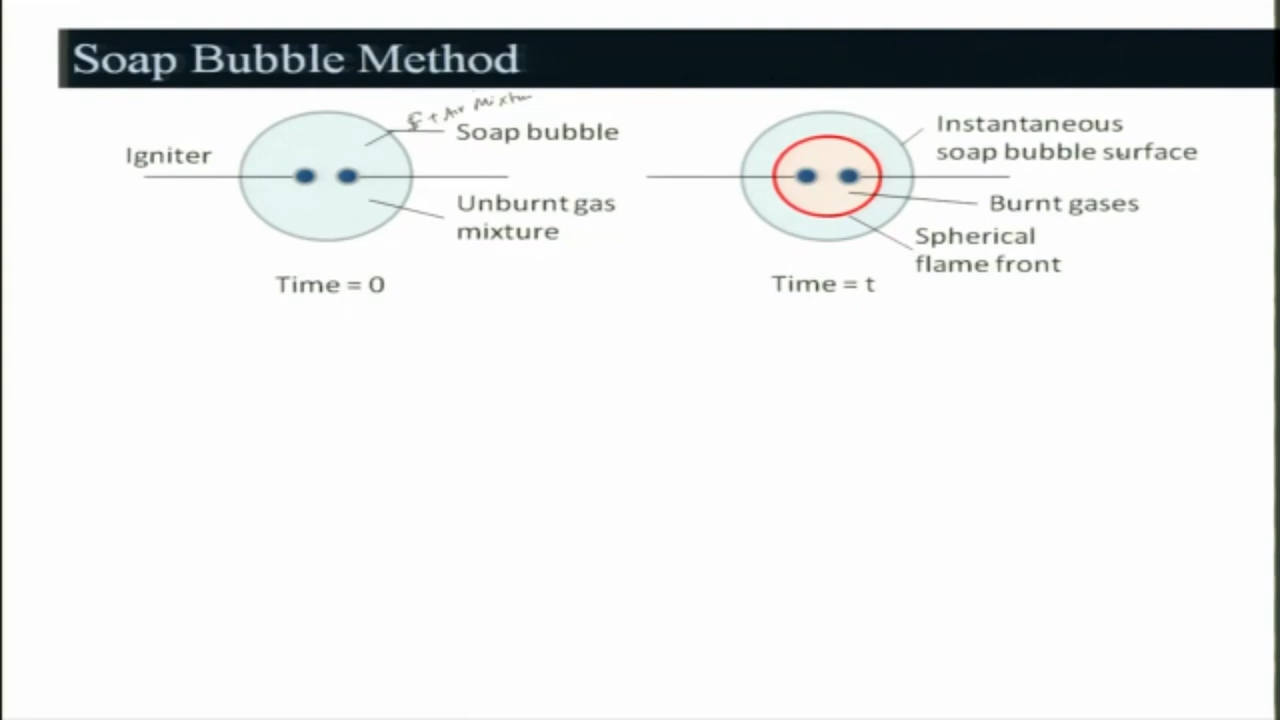 Soap Bubble Method
F + Air Mixtu
Soap bubble
Igniter
Unburnt gas
mixture
Time = 0
Instantaneous
soap bubble surface
Burnt gases
Spherical
flame front
Time = t